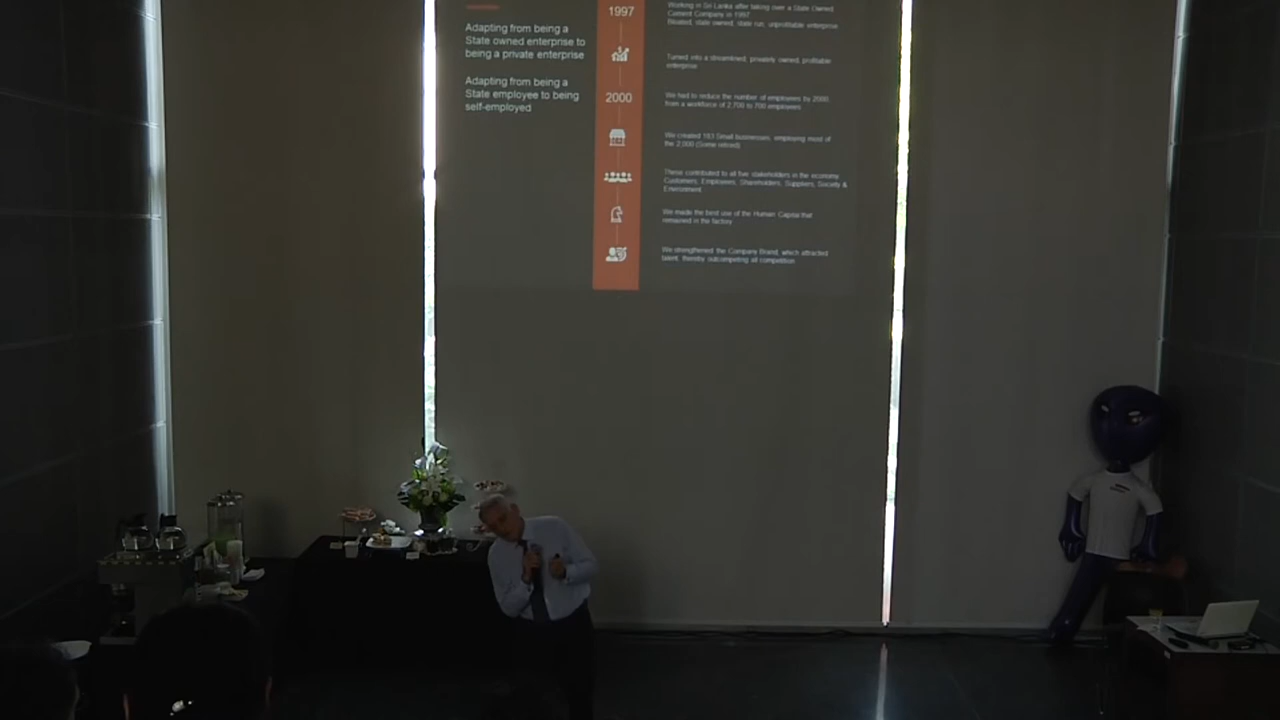 Adapting from being a
State owned enterprise to
being a private enterprise
Adapting from being a
State employee to being
self-employed
1997
Working in Sri Lanka after taking over a State Owned
Cement Company in 1997
Bloated, state owned, state run, unprofitable enterprise
Turned into a streamlined, privately owned, profitable
enterprise
2000
We had to reduce the number of employees by 2000,
from a workforce of 2,700 to 700 employees
We created 183 Small businesses, employing most of
the 2,000 (Some retired)
These contributed to all five stakeholders in the economy
Customers, Employees, Shareholders, Suppliers, Society &
Environment
We made the best use of the Human Capital that
remained in the factory
We strengthened the Company Brand, which attracted
talent, thereby outcompeting all competition